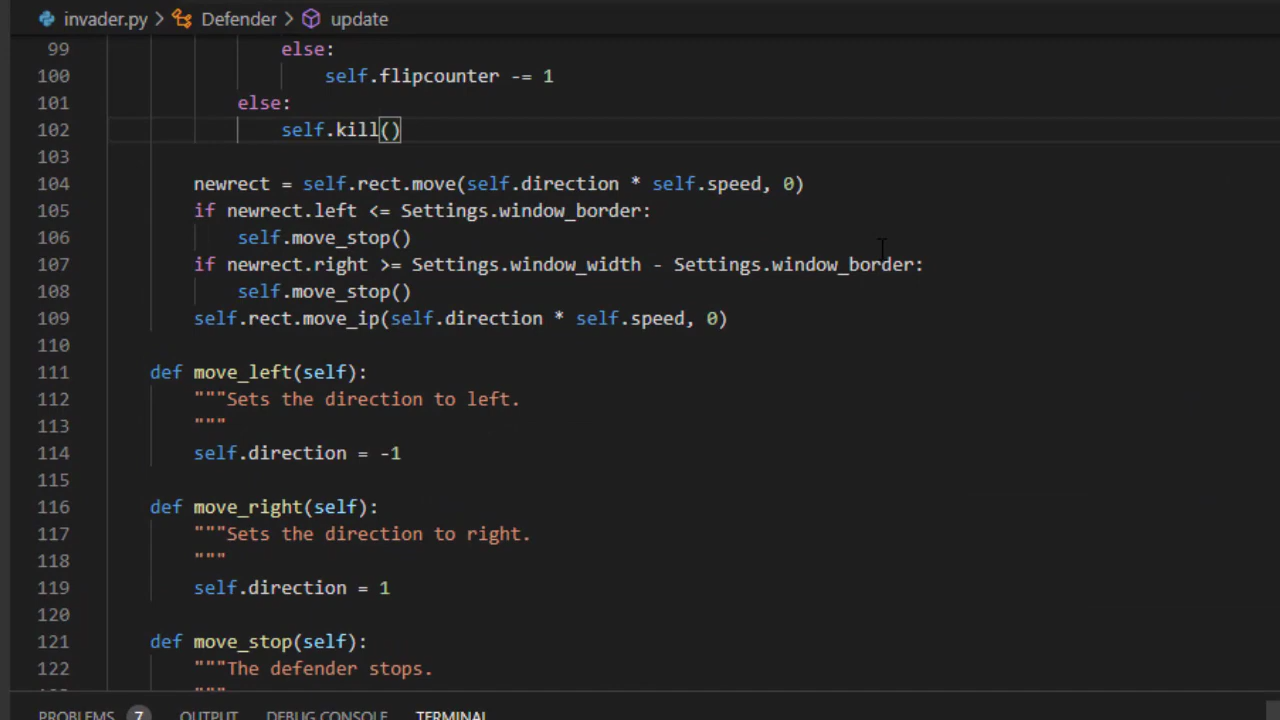 invader.py > Defender > update
99 else:
100 self.flipcounter -= 1
101 else:
102 self.kill()
103
104 newrect = self.rect.move(self.direction * self.speed, 0)
105 if newrect.left <= Settings.window_border:
106 self.move_stop()
107 if newrect.right >= Settings.window_width - Settings.window_border:
108 self.move_stop()
109 self.rect.move_ip(self.direction * self.speed, 0)
110
111 def move_left(self):
112 """Sets the direction to left.
113 """
114 self.direction = -1
115
116 def move_right(self):
117 """Sets the direction to right.
118 """
119 self.direction = 1
120
121 def move_stop(self):
122 """The defender stops.
PROBLEMS 7 OUTPUT DEBUG CONSOLE TERMINAL